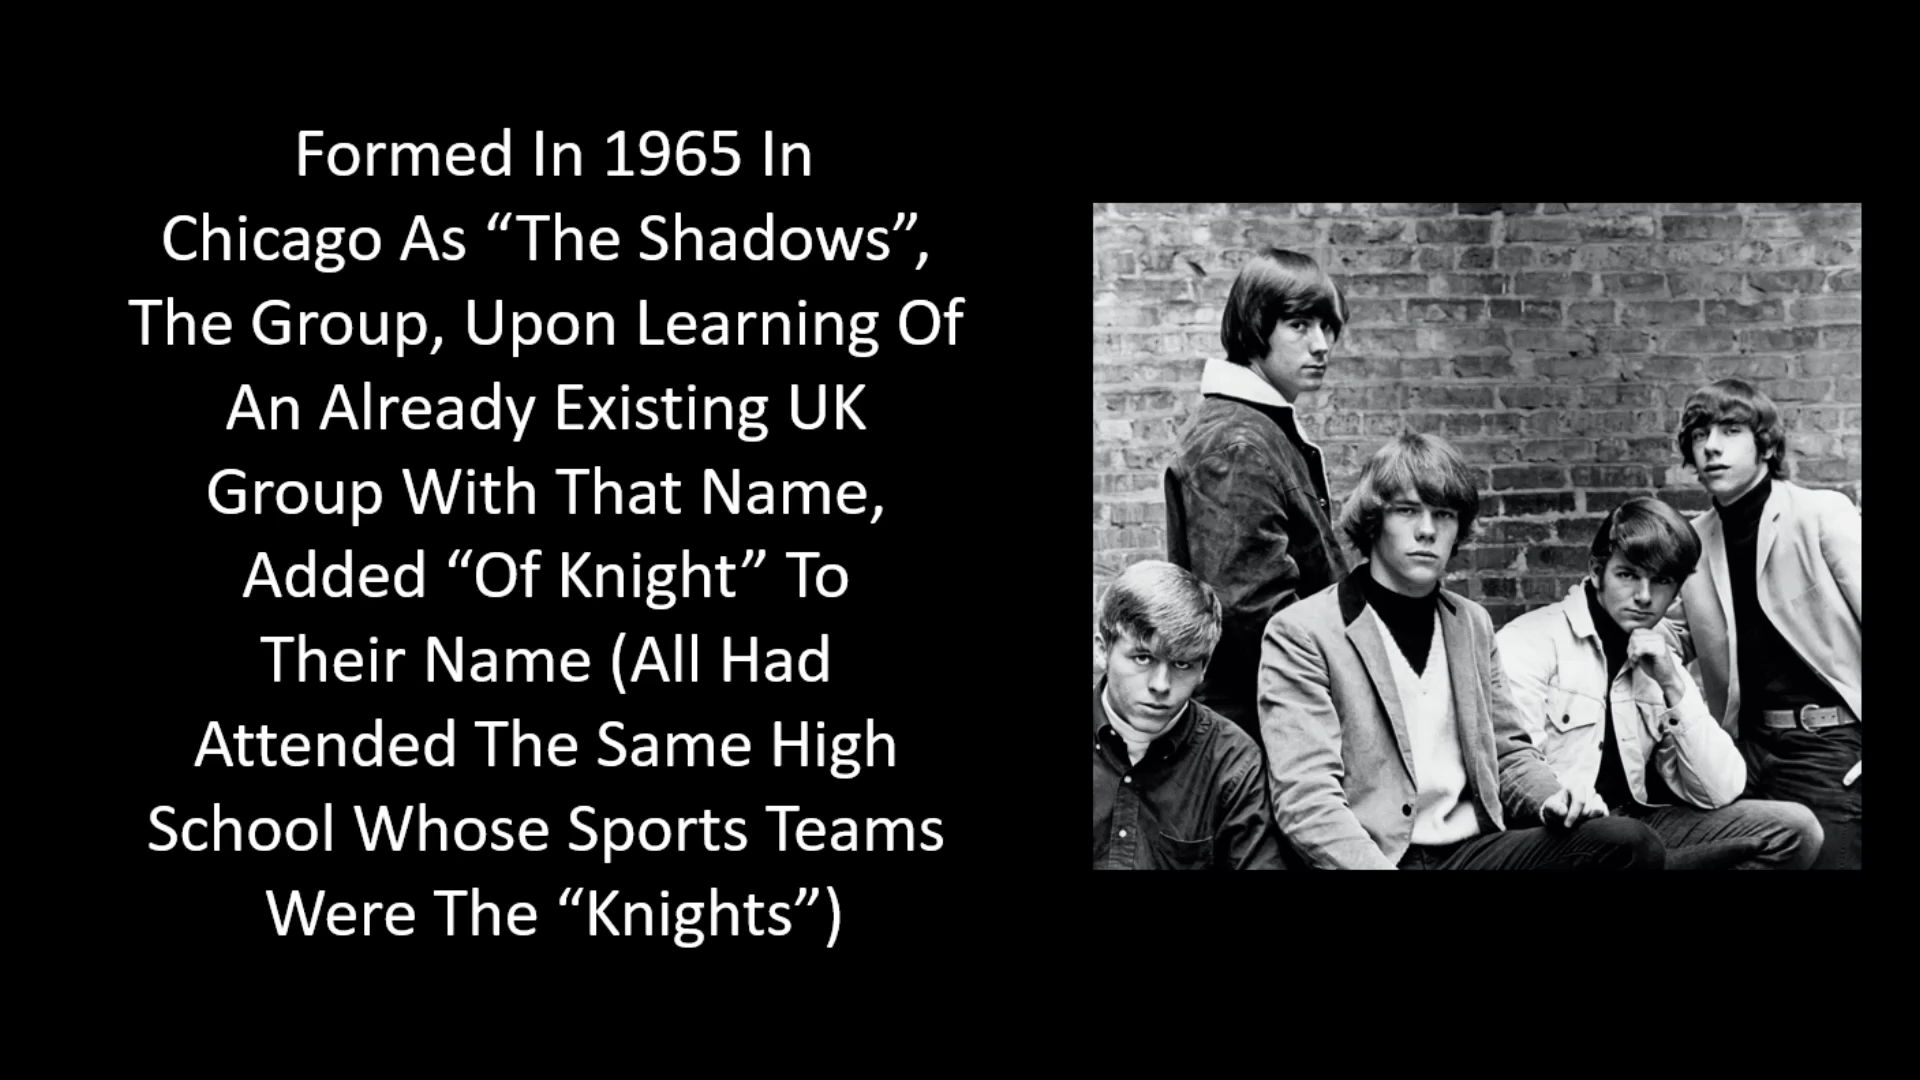 Formed In 1965 In
Chicago As “The Shadows”,
The Group, Upon Learning Of
An Already Existing UK
Group With That Name,
Added “Of Knight” To
Their Name (All Had
Attended The Same High
School Whose Sports Teams
Were The “Knights”)